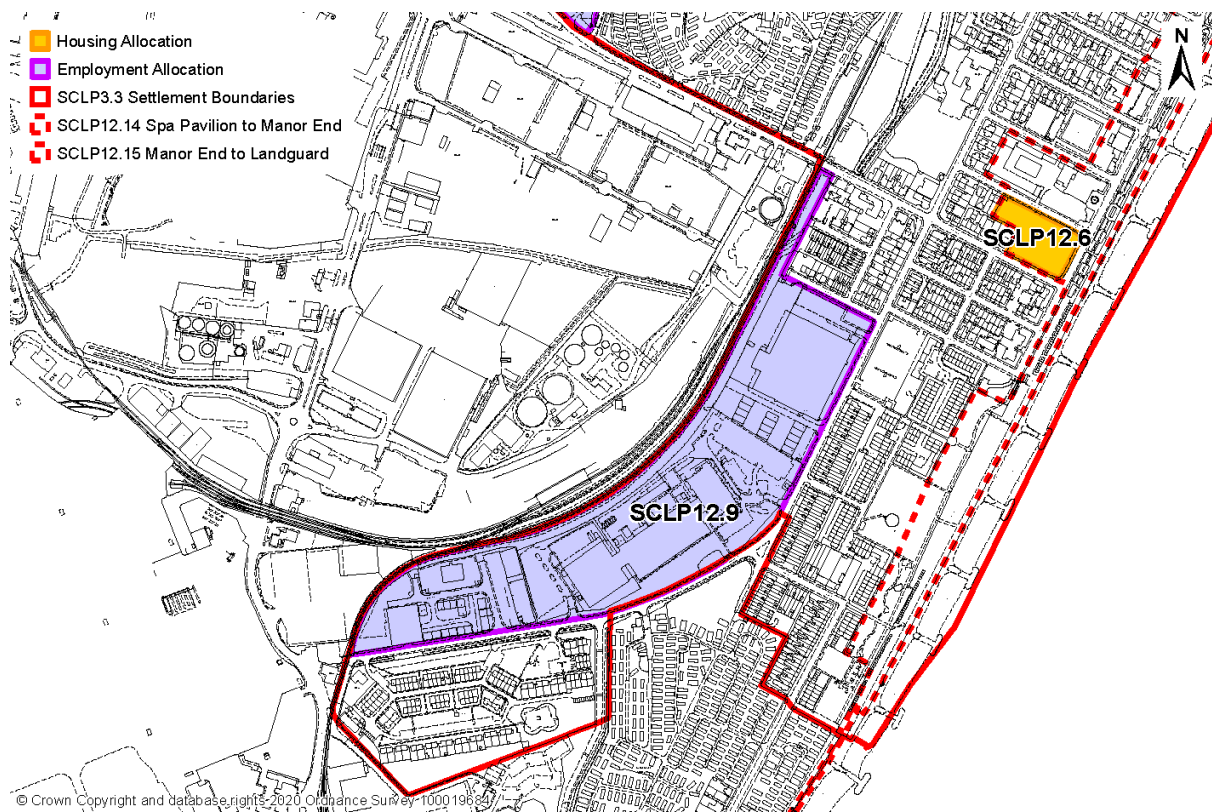 N
Housing Allocation
Employment Allocation
SCLP3.3 Settlement Boundaries
SCLP12.14 Spa Pavilion to Manor End
SCLP12.15 Manor End to Landguard
SCLP12.6
SCLP12.9
© Crown Copyright and database rights 2020 Ordnance Survey 100019684